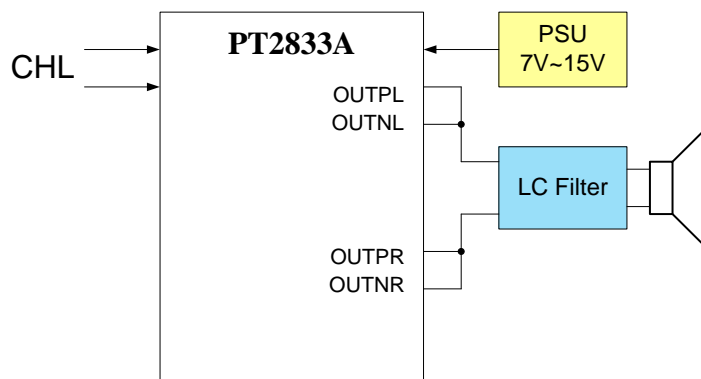 PT2833A
PSU
7V~15V
CHL
OUTPL
OUTNL
LC Filter
OUTPR
OUTNR